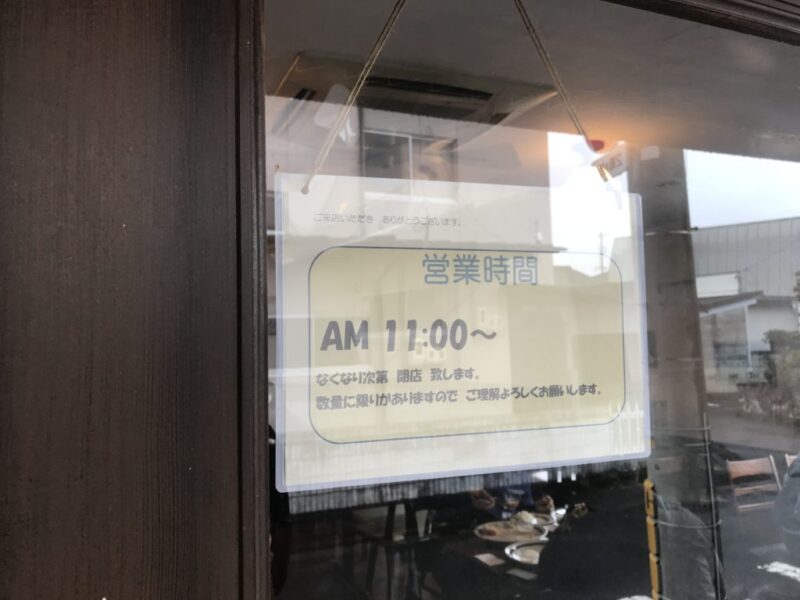 ご来店いただき ありがとうございます。
営業時間
AM 11:00～
なくなり次第 閉店 致します。
数量に限りがありますので ご理解よろしくお願いします。